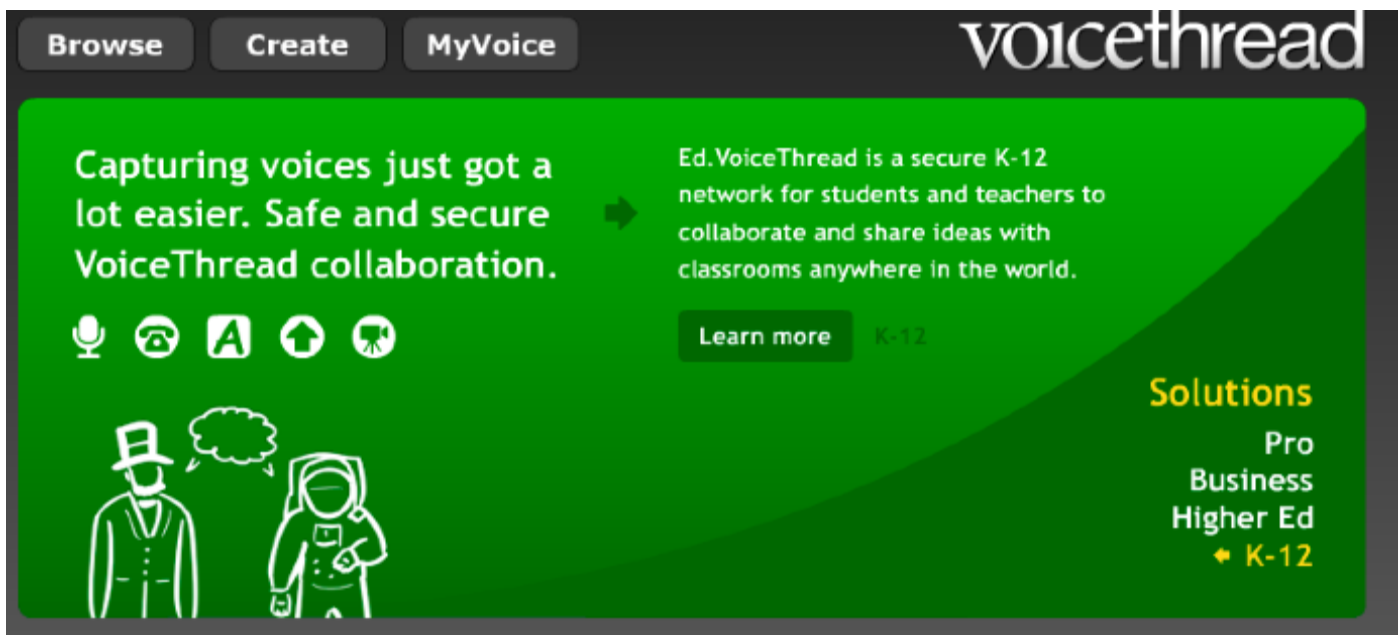 Browse Create MyVoice
voicethread
Capturing voices just got a
lot easier. Safe and secure
VoiceThread collaboration.
A
Ed.VoiceThread is a secure K-12
network for students and teachers to
collaborate and share ideas with
classrooms anywhere in the world.
Learn more K-12
Solutions
Pro
Business
Higher Ed
K-12